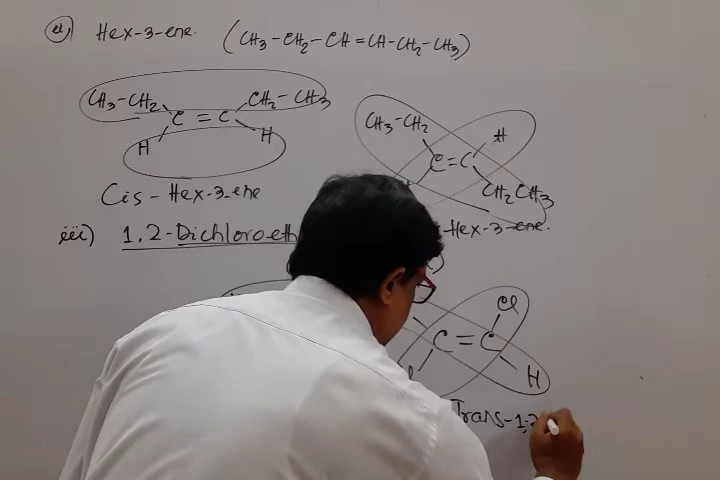 ii) Hex-3-ene. (CH3-CH2-CH=CH-CH2-CH3)
CH3-CH2 CH2-CH3
C=C
H H
Cis-Hex-3-ene
CH3-CH2 H
C=C
CH2CH3
-Hex-3-ene.
iii) 1,2-Dichloroeth
)
Cl
C=C
H
Trans-1,2